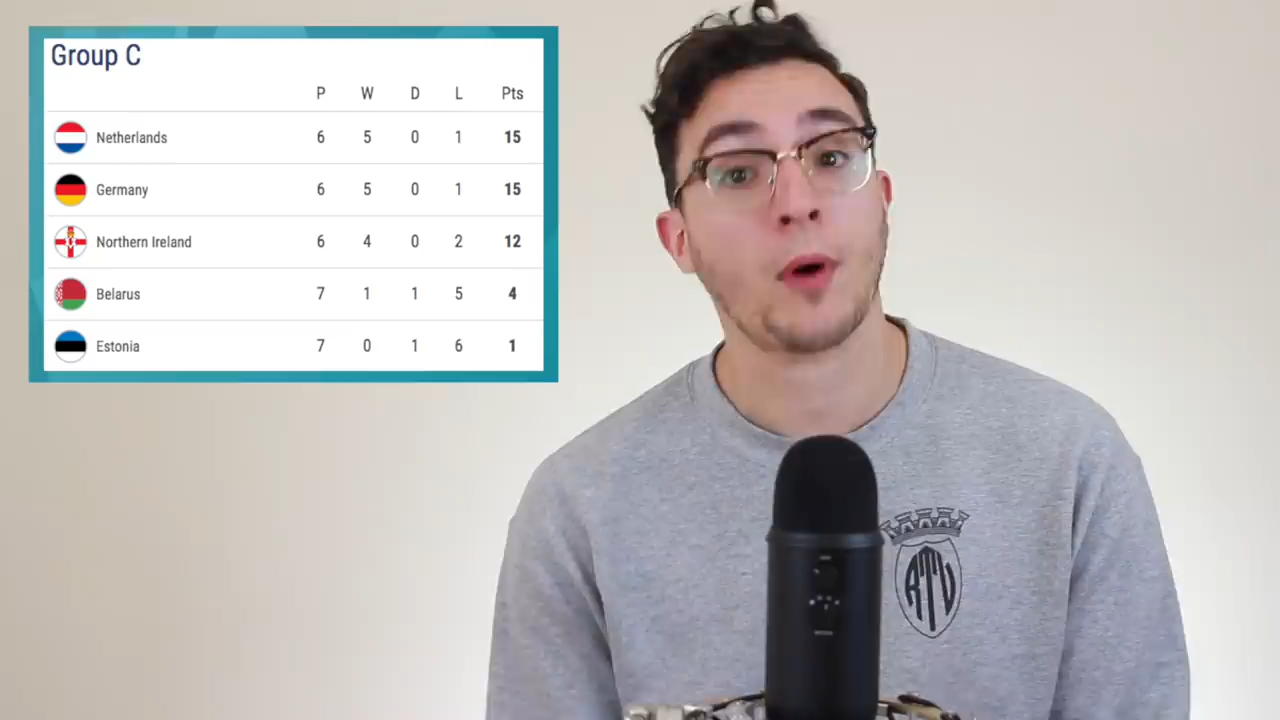 Group C
P W D L Pts
Netherlands 6 5 0 1 15
Germany 6 5 0 1 15
Northern Ireland 6 4 0 2 12
Belarus 7 1 1 5 4
Estonia 7 0 1 6 1
RTV